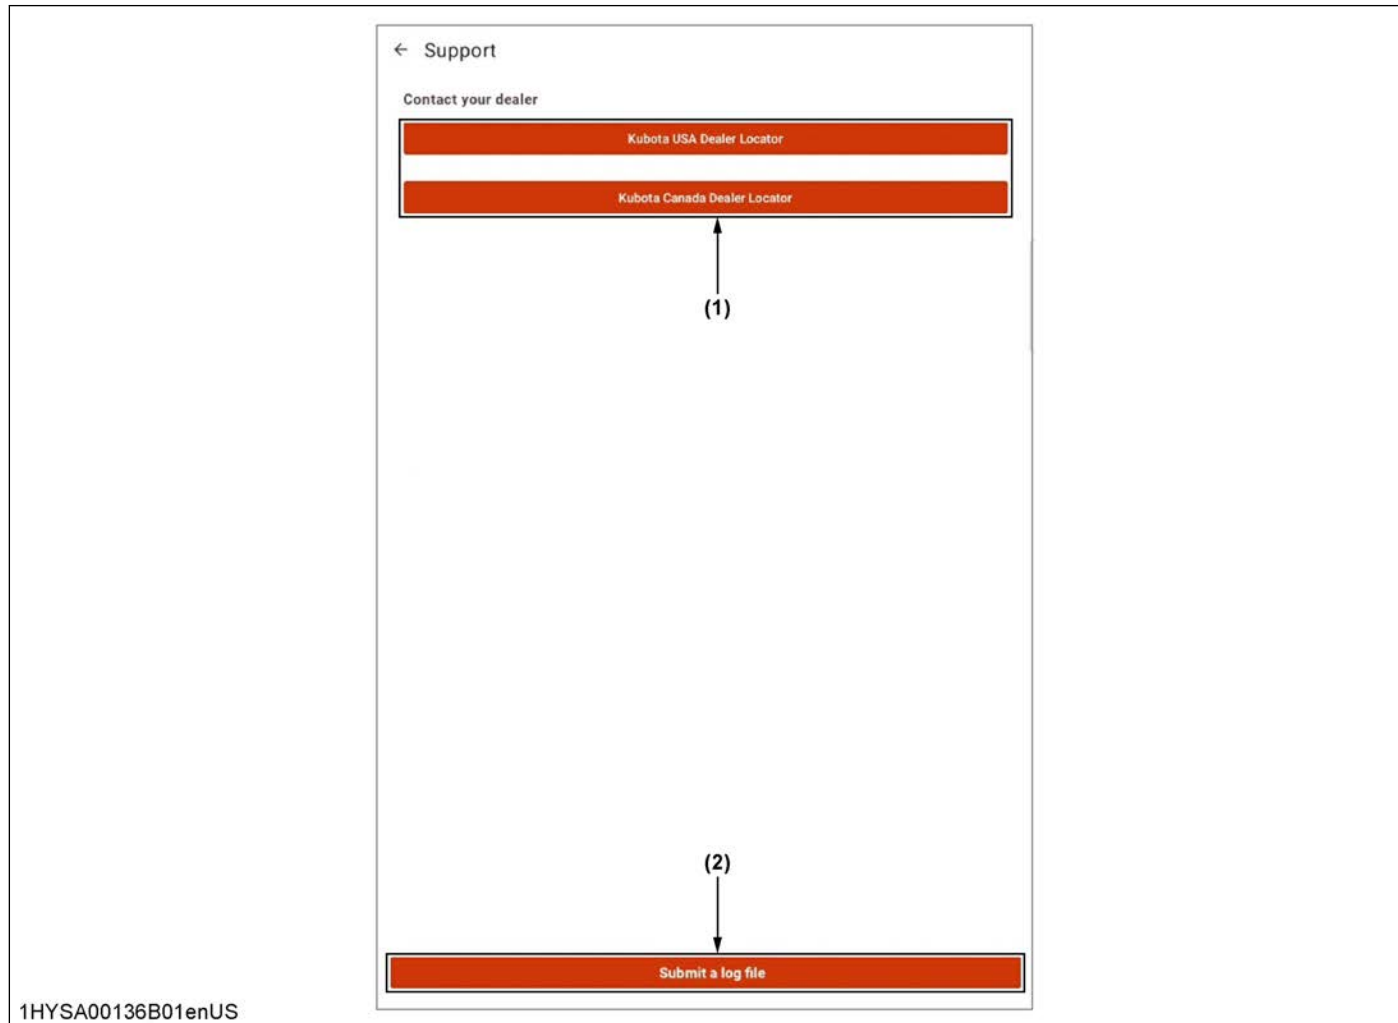 ← Support
Contact your dealer
Kubota USA Dealer Locator
Kubota Canada Dealer Locator
(1)
(2)
Submit a log file
1HYSA00136B01enUS